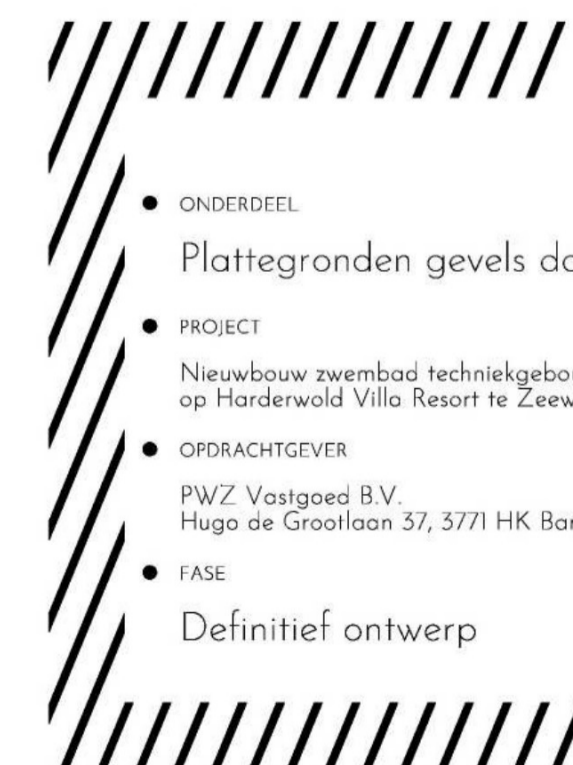 ONDERDEEL
Plattegronden gevels
PROJECT
Nieuwbouw zwembad
op Harderwold Villa Resort te
OPDRACHTGEVER
PWZ Vastgoed B.V.
Hugo de Grootlaan 37, 3771 HK
FASE
Definitief ontwerp